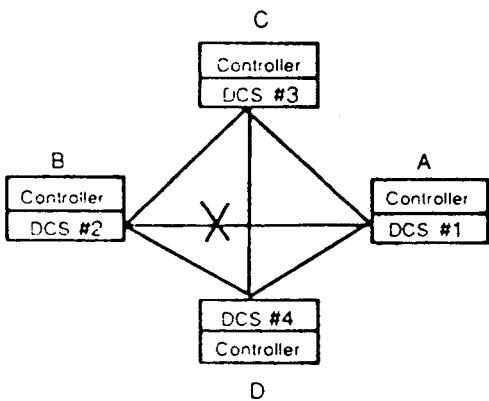 C
Controller
DCS #3
B
Controller
DCS #2
A
Controller
DCS #1
DCS #4
Controller
D